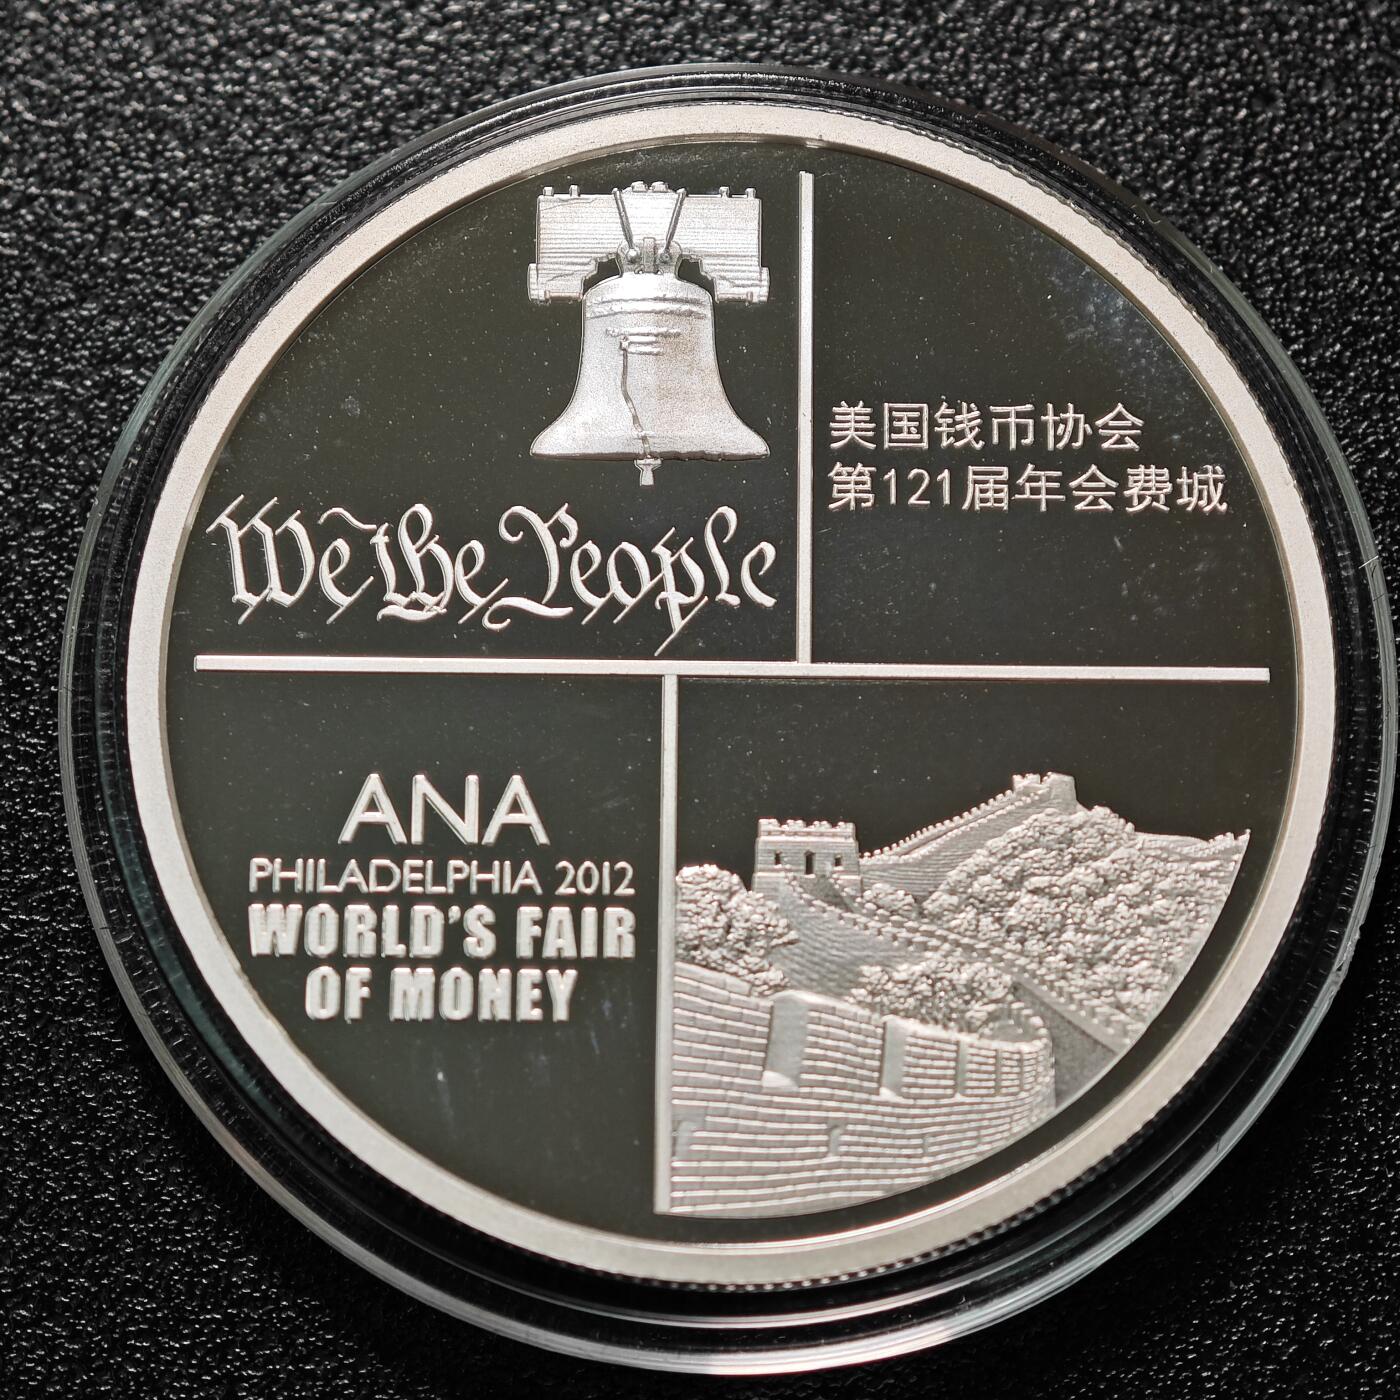 We the People
美国钱币协会
第121届年会费城
ANA
PHILADELPHIA 2012
WORLD'S FAIR
OF MONEY